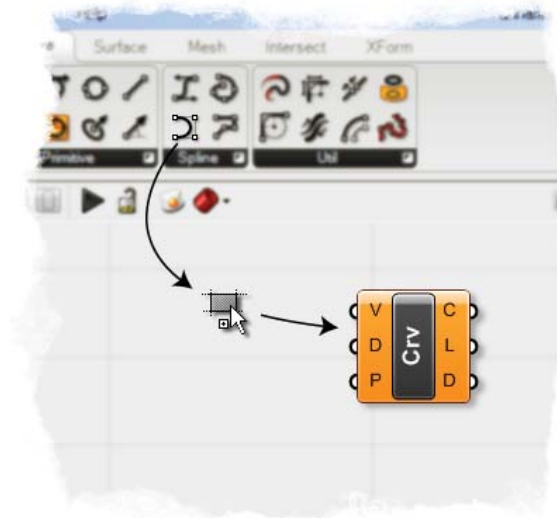 Surface Mesh Intersect XForm
Primitive Spline Util
V C
D Crv L
P D